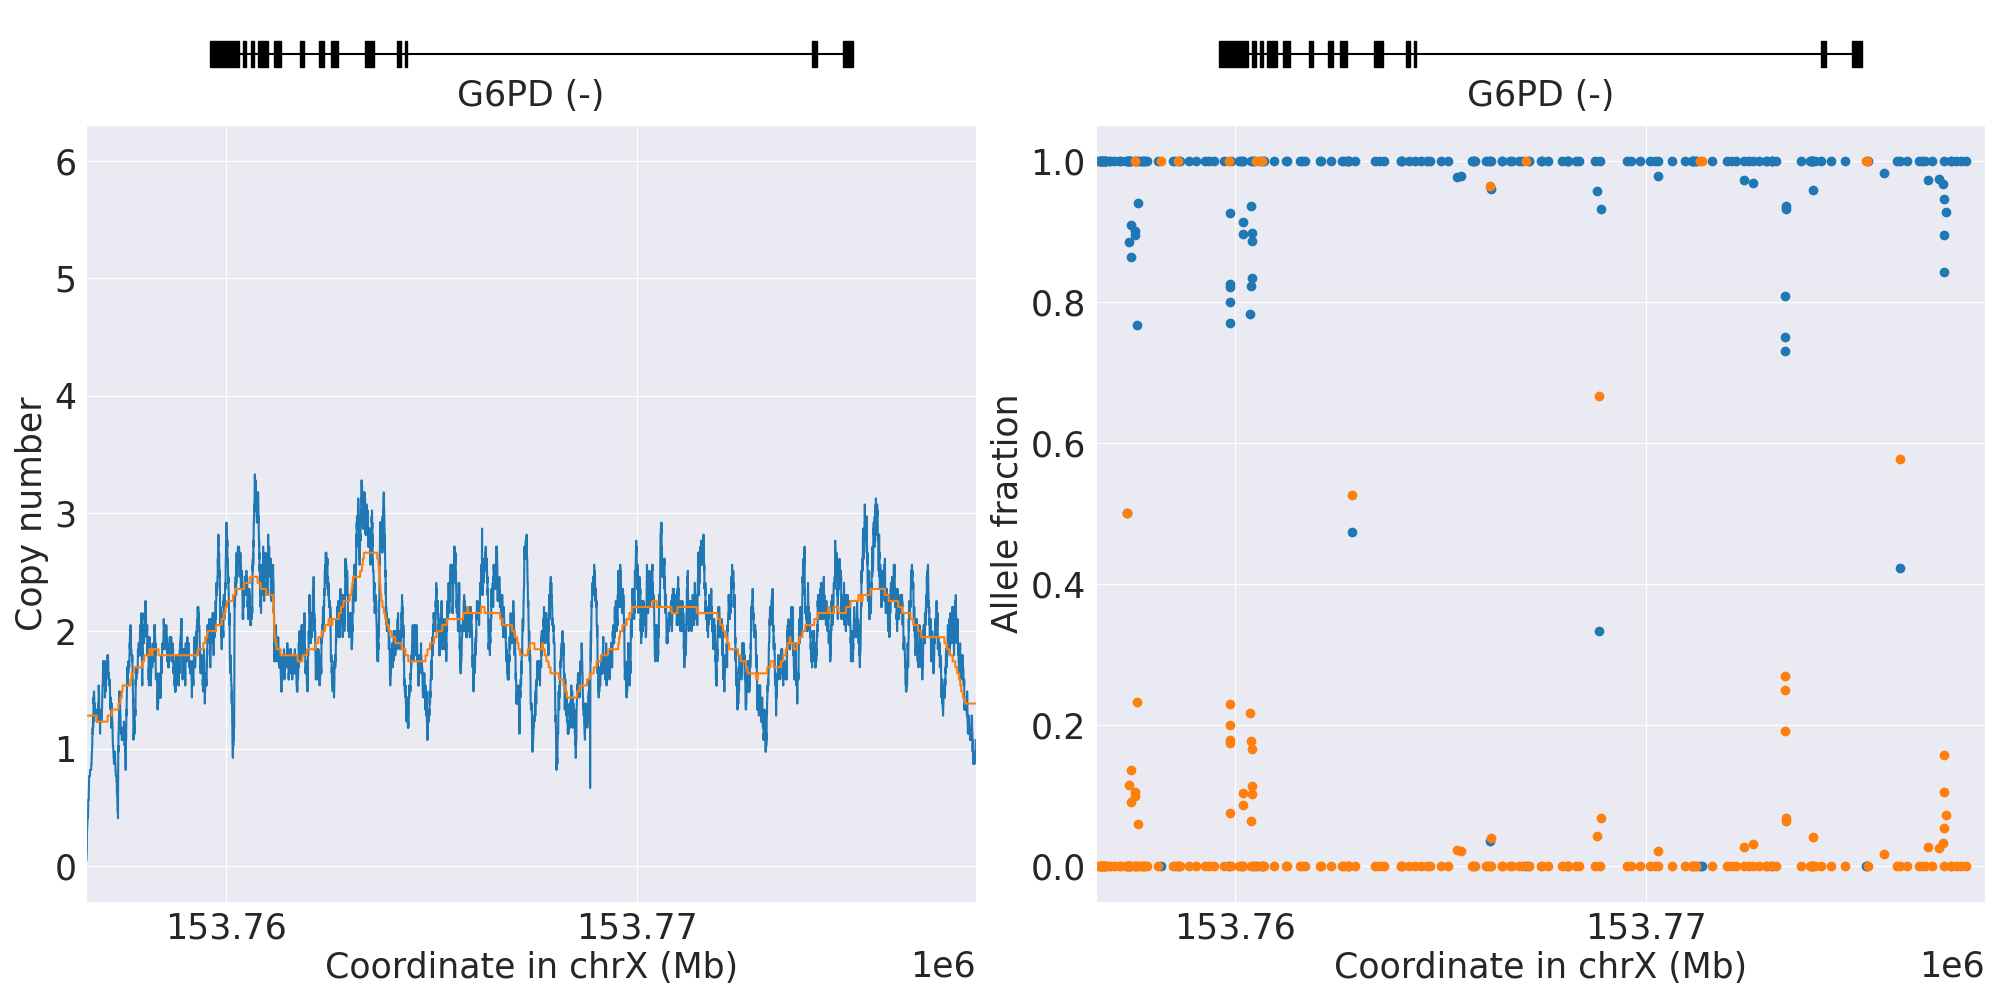 G6PD (-)
6
5
4
3
2
1
0
Copy number
153.76
153.77
Coordinate in chrX (Mb)
1e6
G6PD (-)
1.0
0.8
0.6
0.4
0.2
0.0
Allele fraction
153.76
153.77
Coordinate in chrX (Mb)
1e6